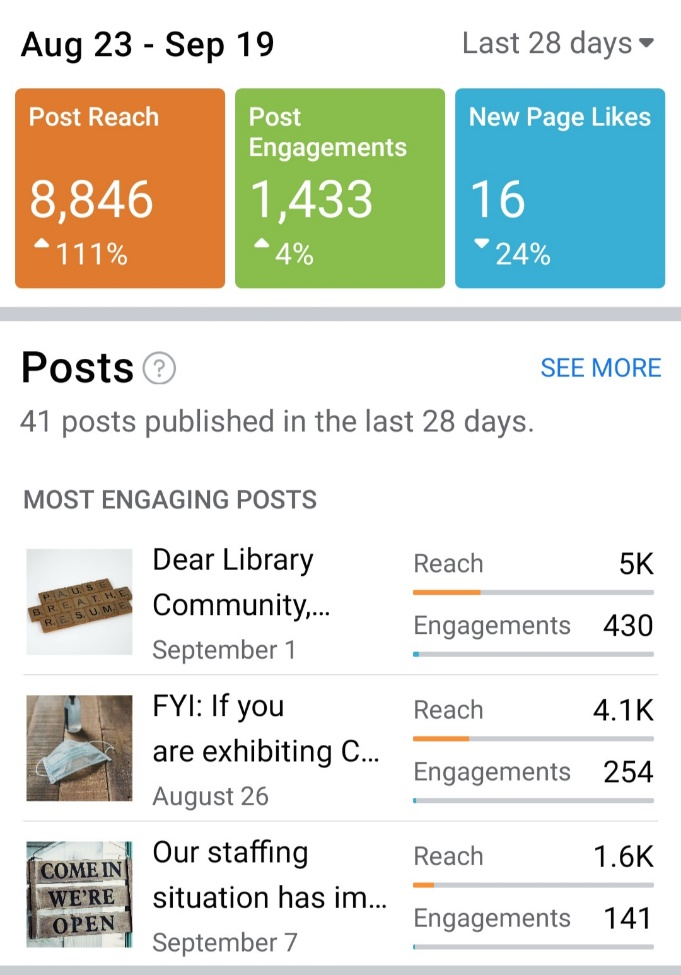 Aug 23 - Sep 19
Last 28 days
Post Reach
8,846
111%
Post
Engagements
1,433
4%
New Page Likes
16
24%
Posts ?
SEE MORE
41 posts published in the last 28 days.
MOST ENGAGING POSTS
PAUSE
BREATHE
RESUME
Dear Library
Community,...
September 1
Reach 5K
Engagements 430
FYI: If you
are exhibiting C...
August 26
Reach 4.1K
Engagements 254
COME IN
WE'RE
OPEN
Our staffing
situation has im...
September 7
Reach 1.6K
Engagements 141